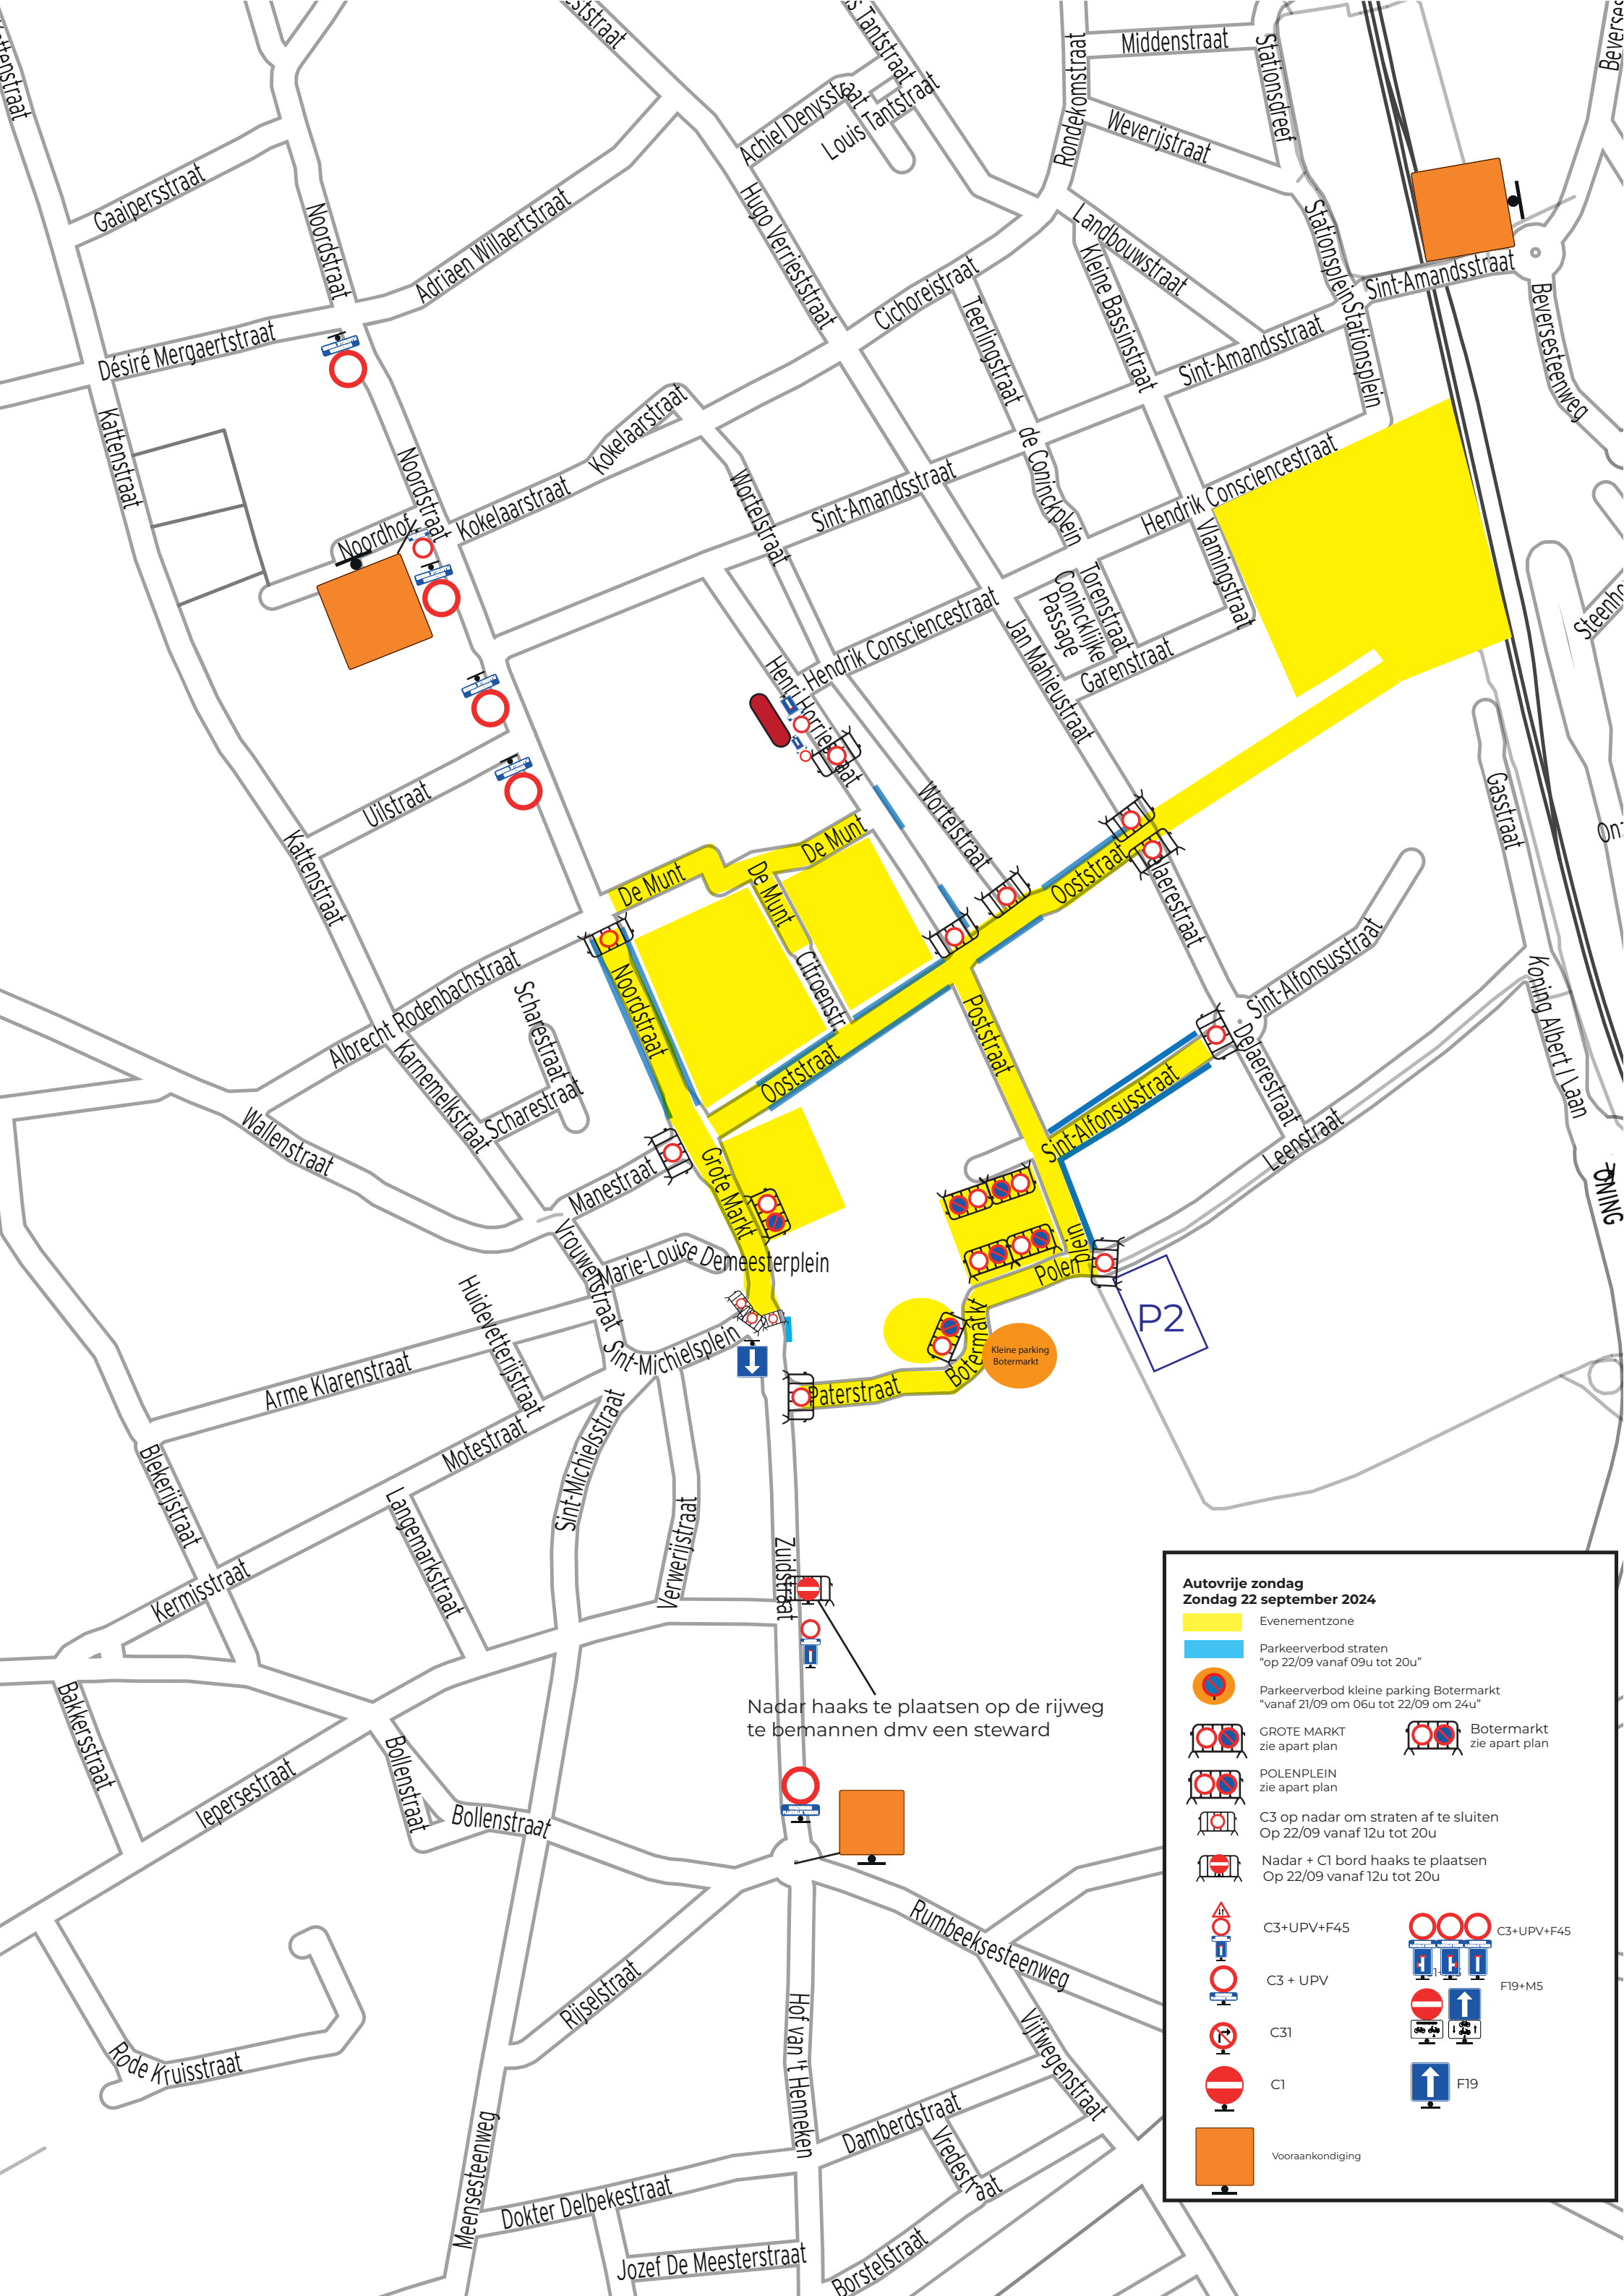 Middenstraat
Stationsdreef
Rondekomstraat
Weverijstraat
Achiel Denysstraat
Louis Tantstraat
Gaaipersstraat
Noordstraat
Adriaen Willaertstraat
Hugo Verrieststraat
Cichoreistraat
Landbouwstraat
Kleine Bassinstraat
Stationsplein
Stationsplein
Sint-Amandsstraat
Beversesteenweg
Désiré Mergaertstraat
Teerlingstraat
Sint-Amandsstraat
Kattenstraat
Noordstraat
Kokelaarstraat
Kokelaarstraat
Wortelstraat
Sint-Amandsstraat
de Coninckplein
Hendrik Consciencestraat
Noordhof
Vlamingstraat
Torenstraat
Conincklijke
Passage
Hendrik Consciencestraat
Garenstraat
Jan Mahieustraat
Uilstraat
Wortelstraat
Gasstraat
Kattenstraat
De Munt
De Munt
De Munt
Ooststraat
Noordstraat
Citroenstr.
Sint-Alfonsusstraat
Albrecht Rodenbachstraat
Scharestraat
Poststraat
Koning Albert I Laan
Karnemelkstraat
Ooststraat
Delaerestraat
Scharestraat
Sint-Alfonsusstraat
Leenstraat
Wallenstraat
Manestraat
Grote Markt
Vrouwenstraat
Marie-Louise Demeesterplein
Polenplein
P2
Huidevetterijstraat
Sint-Michielsplein
Kleine parking
Botermarkt
Botermarkt
Paterstraat
Arme Klarenstraat
Motestraat
Sint-Michielsstraat
Blekerijstraat
Langemarkstraat
Verwerijstraat
Zuidstraat
Kermisstraat
Nadar haaks te plaatsen op de rijweg
te bemannen dmv een steward
Bakkersstraat
Bollenstraat
Iepersestraat
Bollenstraat
Rumbeeksesteenweg
Rijselstraat
Hof van 't Henneken
Vijfwegenstraat
Rode Kruisstraat
Damberdstraat
Vredestraat
Meensesteenweg
Dokter Delbekestraat
Jozef De Meesterstraat
Borstelstraat
Autovrije zondag
Zondag 22 september 2024
Evenementzone
Parkeerverbod straten
“op 22/09 vanaf 09u tot 20u”
Parkeerverbod kleine parking Botermarkt
“vanaf 21/09 om 06u tot 22/09 om 24u”
GROTE MARKT
zie apart plan
Botermarkt
zie apart plan
POLENPLEIN
zie apart plan
C3 op nadar om straten af te sluiten
Op 22/09 vanaf 12u tot 20u
Nadar + C1 bord haaks te plaatsen
Op 22/09 vanaf 12u tot 20u
C3+UPV+F45
C3+UPV+F45
C3 + UPV
F19+M5
C31
C1
F19
Vooraankondiging